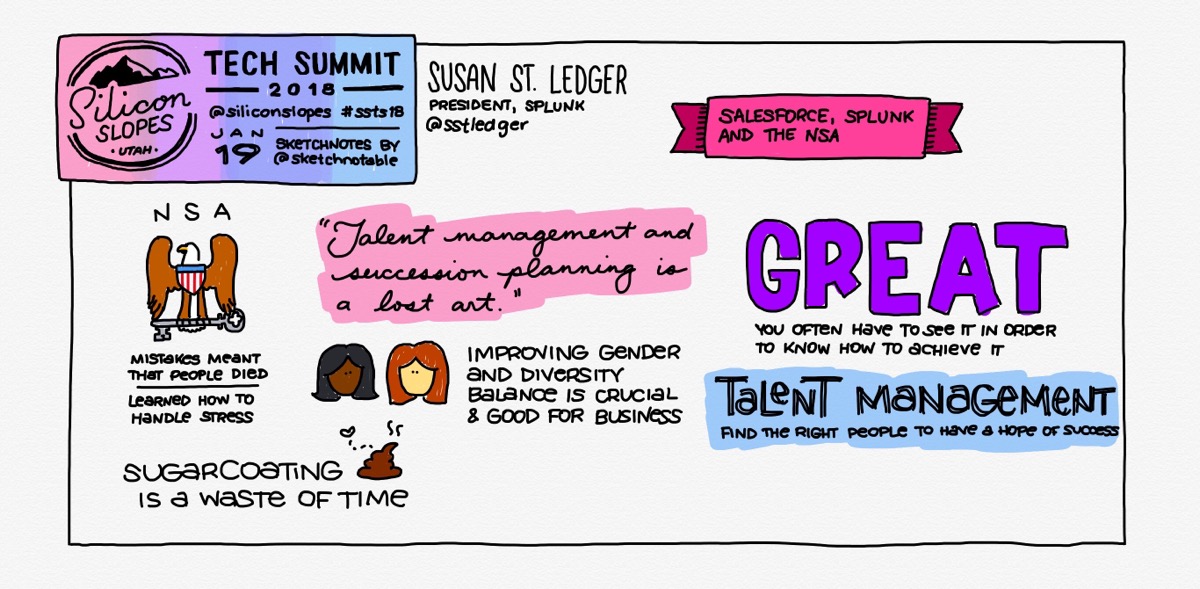 Silicon
SLOPES
• UTAH •
TECH SUMMIT
2018
@siliconslopes #ssts18
JAN
19
SKETCHNOTES BY
@sketchnotable
SUSAN ST. LEDGER
PRESIDENT, SPLUNK
@sstledger
SALESFORCE, SPLUNK
AND THE NSA
NSA
MISTAKES MEANT
THAT PEOPLE DIED
LEARNED HOW TO
HANDLE STRESS
"Talent management and
succession planning is
a lost art."
IMPROVING GENDER
AND DIVERSITY
BALANCE IS CRUCIAL
& GOOD FOR BUSINESS
SUGARCOATING
IS A WASTE OF TIME
GREAT
YOU OFTEN HAVE TO SEE IT IN ORDER
TO KNOW HOW TO ACHIEVE IT
TALENT MANAGEMENT
FIND THE RIGHT PEOPLE TO HAVE A HOPE OF SUCCESS